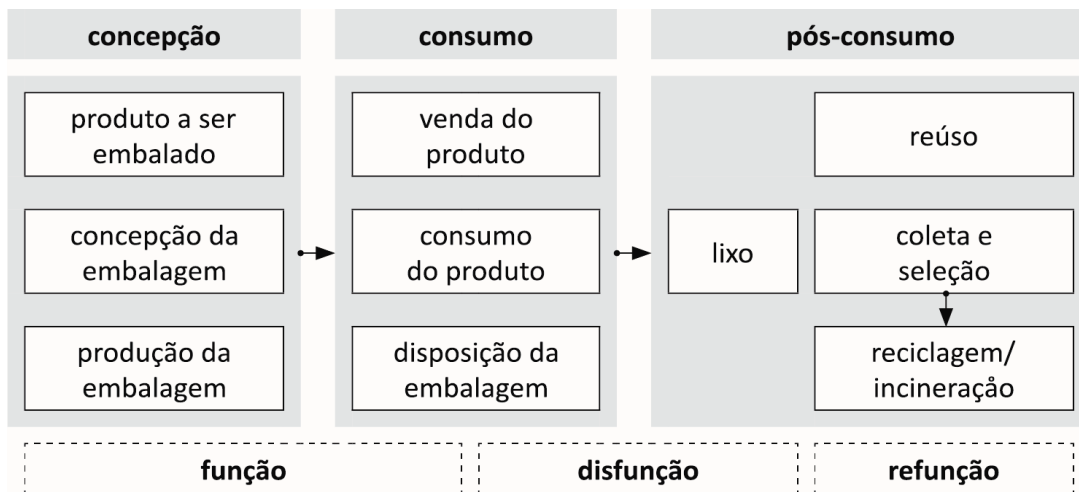 concepção
consumo
pós-consumo
produto a ser
embalado
concepção da
embalagem
produção da
embalagem
venda do
produto
consumo
do produto
disposição da
embalagem
lixo
reúso
coleta e
seleção
reciclagem/
incineraçåo
função
disfunção
refunção